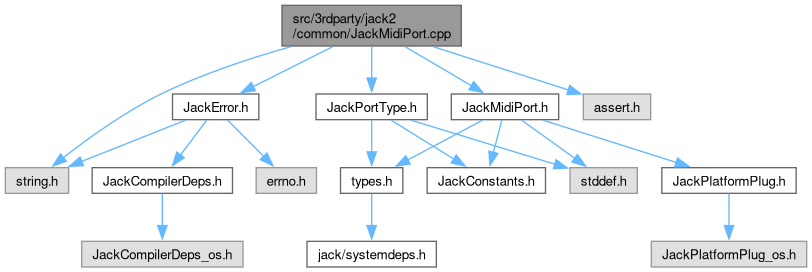 src/3rdparty/jack2
/common/JackMidiPort.cpp
JackError.h
JackPortType.h
JackMidiPort.h
assert.h
string.h
JackCompilerDeps.h
errno.h
types.h
JackConstants.h
stddef.h
JackPlatformPlug.h
JackCompilerDeps_os.h
jack/systemdeps.h
JackPlatformPlug_os.h